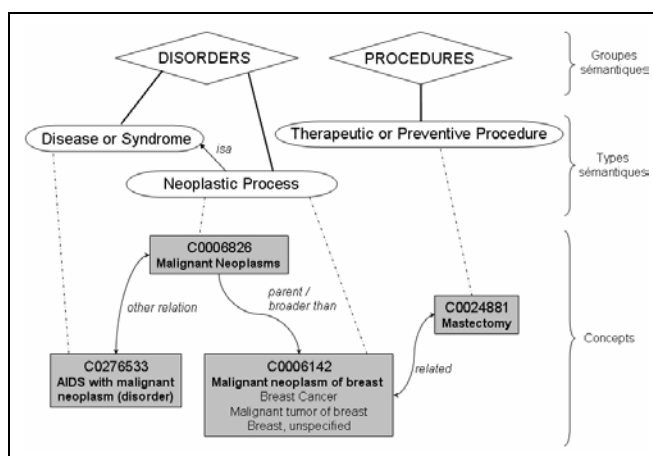 DISORDERS
PROCEDURES
Groupes
sémantiques
Disease or Syndrome
Therapeutic or Preventive Procedure
isa
Neoplastic Process
Types
sémantiques
C0006826
Malignant Neoplasms
other relation
parent /
broader than
C0024881
Mastectomy
Concepts
C0276533
AIDS with malignant
neoplasm (disorder)
C0006142
Malignant neoplasm of breast
Breast Cancer
Malignant tumor of breast
Breast, unspecified
related